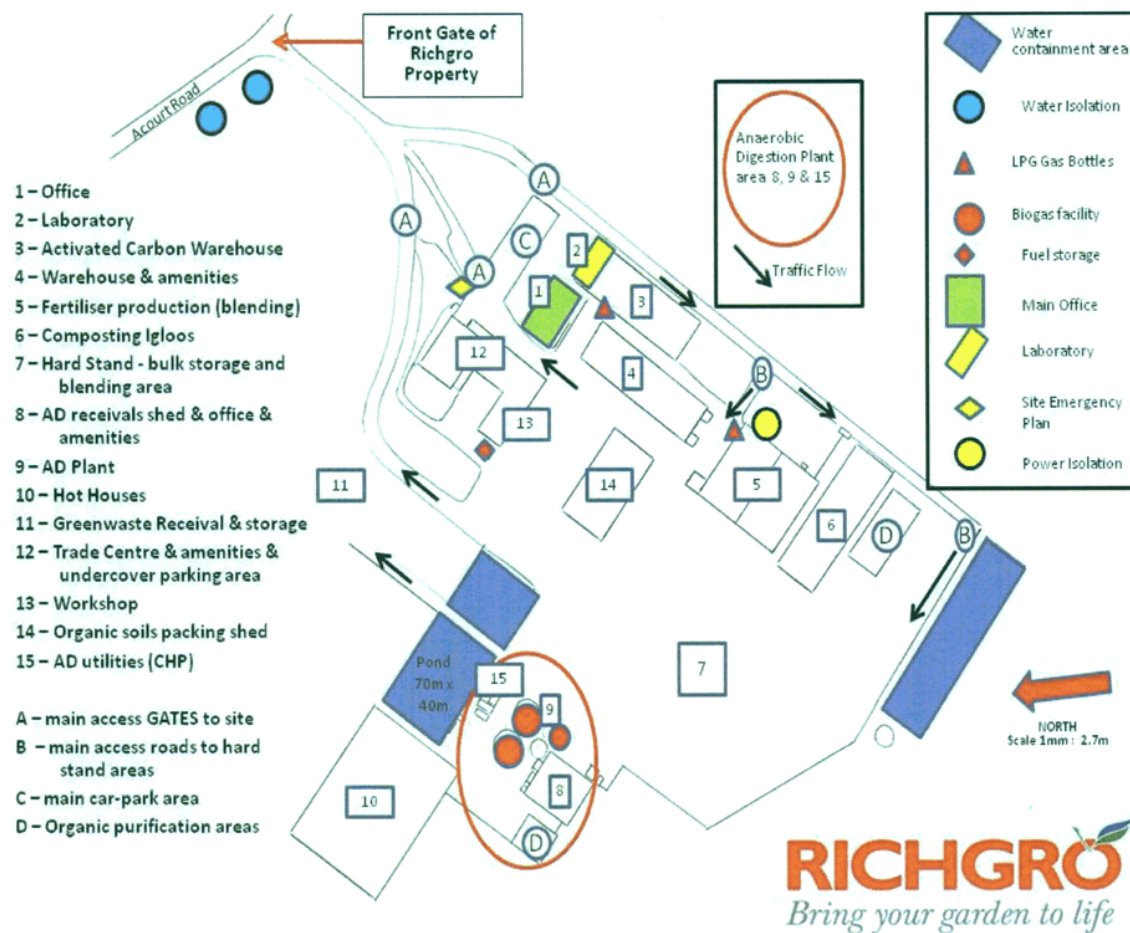 Front Gate of
Richgro
Property
Acourt Road
1 – Office
2 – Laboratory
3 – Activated Carbon Warehouse
4 – Warehouse & amenities
5 – Fertiliser production (blending)
6 – Composting Igloos
7 – Hard Stand - bulk storage and
blending area
8 – AD receivals shed & office &
amenities
9 – AD Plant
10 – Hot Houses
11 – Greenwaste Receival & storage
12 – Trade Centre & amenities &
undercover parking area
13 – Workshop
14 – Organic soils packing shed
15 – AD utilities (CHP)
A – main access GATES to site
B – main access roads to hard
stand areas
C – main car-park area
D – Organic purification areas
Anaerobic
Digestion Plant
area 8, 9 & 15
Traffic Flow
Water
containment area
Water Isolation
LPG Gas Bottles
Biogas facility
Fuel storage
Main Office
Laboratory
Site Emergency
Plan
Power Isolation
A
A
A
C
2
1
3
12
4
B
13
11
14
5
6
D
B
7
Pond
70m x
40m
15
9
8
10
D
NORTH
Scale 1mm : 2.7m
RICHGRO
Bring your garden to life